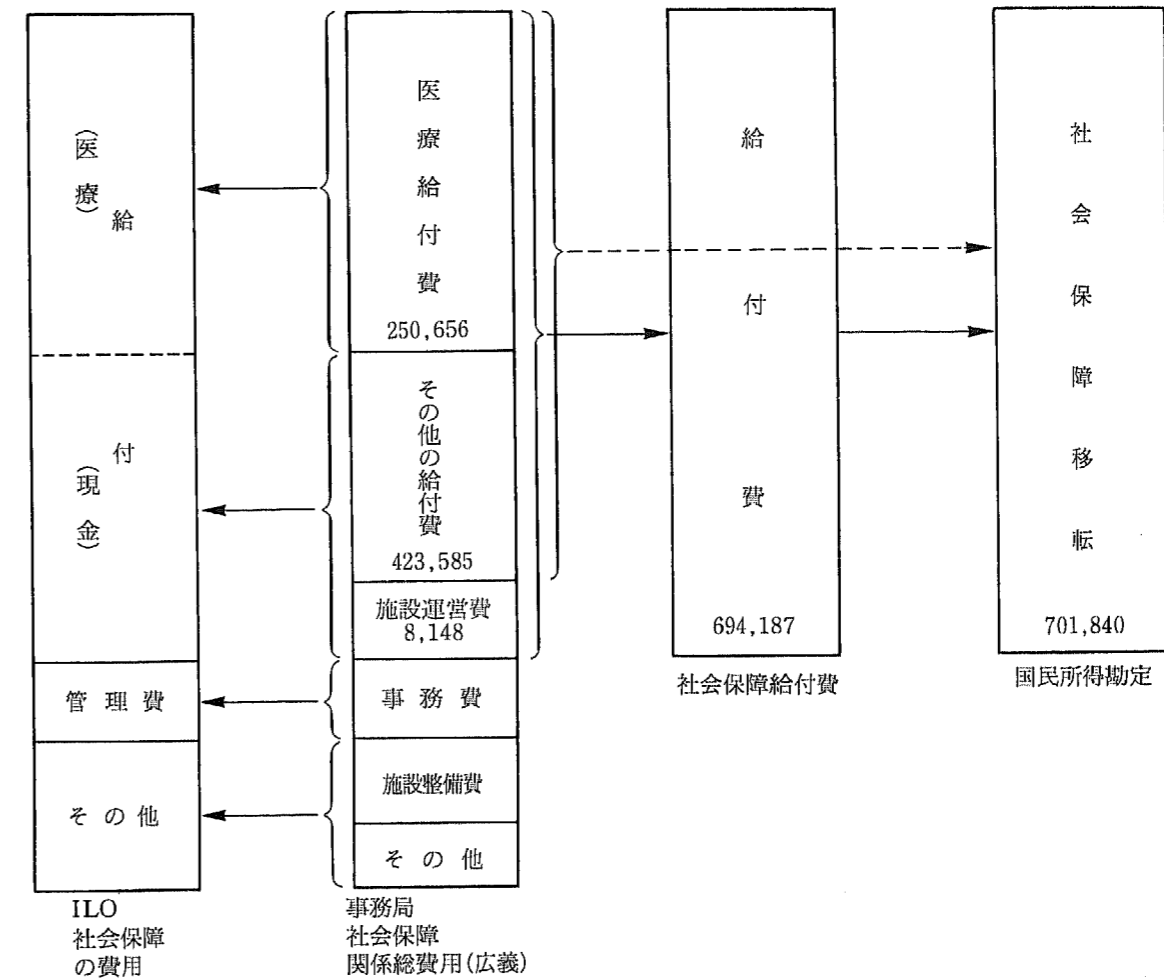 (医療)
給
付
(現金)
管理費
その他
ILO
社会保障
の費用
医療給付費
250,656
その他の給付費
423,585
施設運営費
8,148
事務費
施設整備費
その他
事務局
社会保障
関係総費用(広義)
給付費
694,187
社会保障給付費
社会保障移転
701,840
国民所得勘定